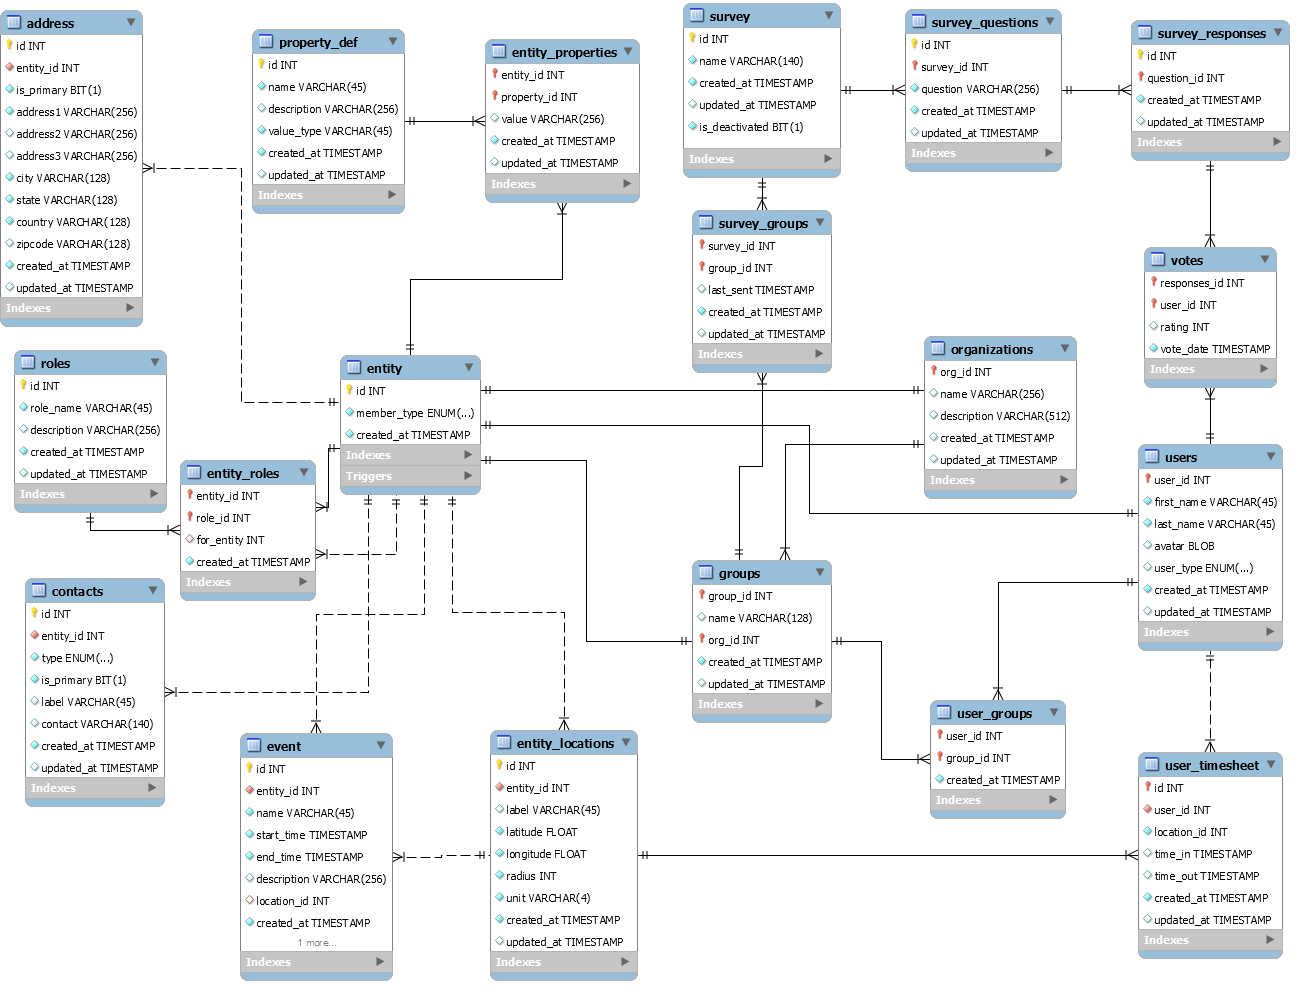 address
id INT
entity_id INT
is_primary BIT(1)
address1 VARCHAR(256)
address2 VARCHAR(256)
address3 VARCHAR(256)
city VARCHAR(128)
state VARCHAR(128)
country VARCHAR(128)
zipcode VARCHAR(128)
created_at TIMESTAMP
updated_at TIMESTAMP
Indexes
property_def
id INT
name VARCHAR(45)
description VARCHAR(256)
value_type VARCHAR(45)
created_at TIMESTAMP
updated_at TIMESTAMP
Indexes
entity_properties
entity_id INT
property_id INT
value VARCHAR(256)
created_at TIMESTAMP
updated_at TIMESTAMP
Indexes
survey
id INT
name VARCHAR(140)
created_at TIMESTAMP
updated_at TIMESTAMP
is_deactivated BIT(1)
Indexes
survey_questions
id INT
survey_id INT
question VARCHAR(256)
created_at TIMESTAMP
updated_at TIMESTAMP
Indexes
survey_responses
id INT
question_id INT
created_at TIMESTAMP
updated_at TIMESTAMP
Indexes
survey_groups
survey_id INT
group_id INT
last_sent TIMESTAMP
created_at TIMESTAMP
updated_at TIMESTAMP
Indexes
votes
responses_id INT
user_id INT
rating INT
vote_date TIMESTAMP
Indexes
roles
id INT
role_name VARCHAR(45)
description VARCHAR(256)
created_at TIMESTAMP
updated_at TIMESTAMP
Indexes
entity
id INT
member_type ENUM(...)
created_at TIMESTAMP
Indexes
Triggers
organizations
org_id INT
name VARCHAR(256)
description VARCHAR(512)
created_at TIMESTAMP
updated_at TIMESTAMP
Indexes
entity_roles
entity_id INT
role_id INT
for_entity INT
created_at TIMESTAMP
Indexes
users
user_id INT
first_name VARCHAR(45)
last_name VARCHAR(45)
avatar BLOB
user_type ENUM(...)
created_at TIMESTAMP
updated_at TIMESTAMP
Indexes
contacts
id INT
entity_id INT
type ENUM(...)
is_primary BIT(1)
label VARCHAR(45)
contact VARCHAR(140)
created_at TIMESTAMP
updated_at TIMESTAMP
Indexes
groups
group_id INT
name VARCHAR(128)
org_id INT
created_at TIMESTAMP
updated_at TIMESTAMP
Indexes
event
id INT
entity_id INT
name VARCHAR(45)
start_time TIMESTAMP
end_time TIMESTAMP
description VARCHAR(256)
location_id INT
created_at TIMESTAMP
1 more...
Indexes
entity_locations
id INT
entity_id INT
label VARCHAR(45)
latitude FLOAT
longitude FLOAT
radius INT
unit VARCHAR(4)
created_at TIMESTAMP
updated_at TIMESTAMP
Indexes
user_groups
user_id INT
group_id INT
created_at TIMESTAMP
Indexes
user_timesheet
id INT
user_id INT
location_id INT
time_in TIMESTAMP
time_out TIMESTAMP
created_at TIMESTAMP
updated_at TIMESTAMP
Indexes